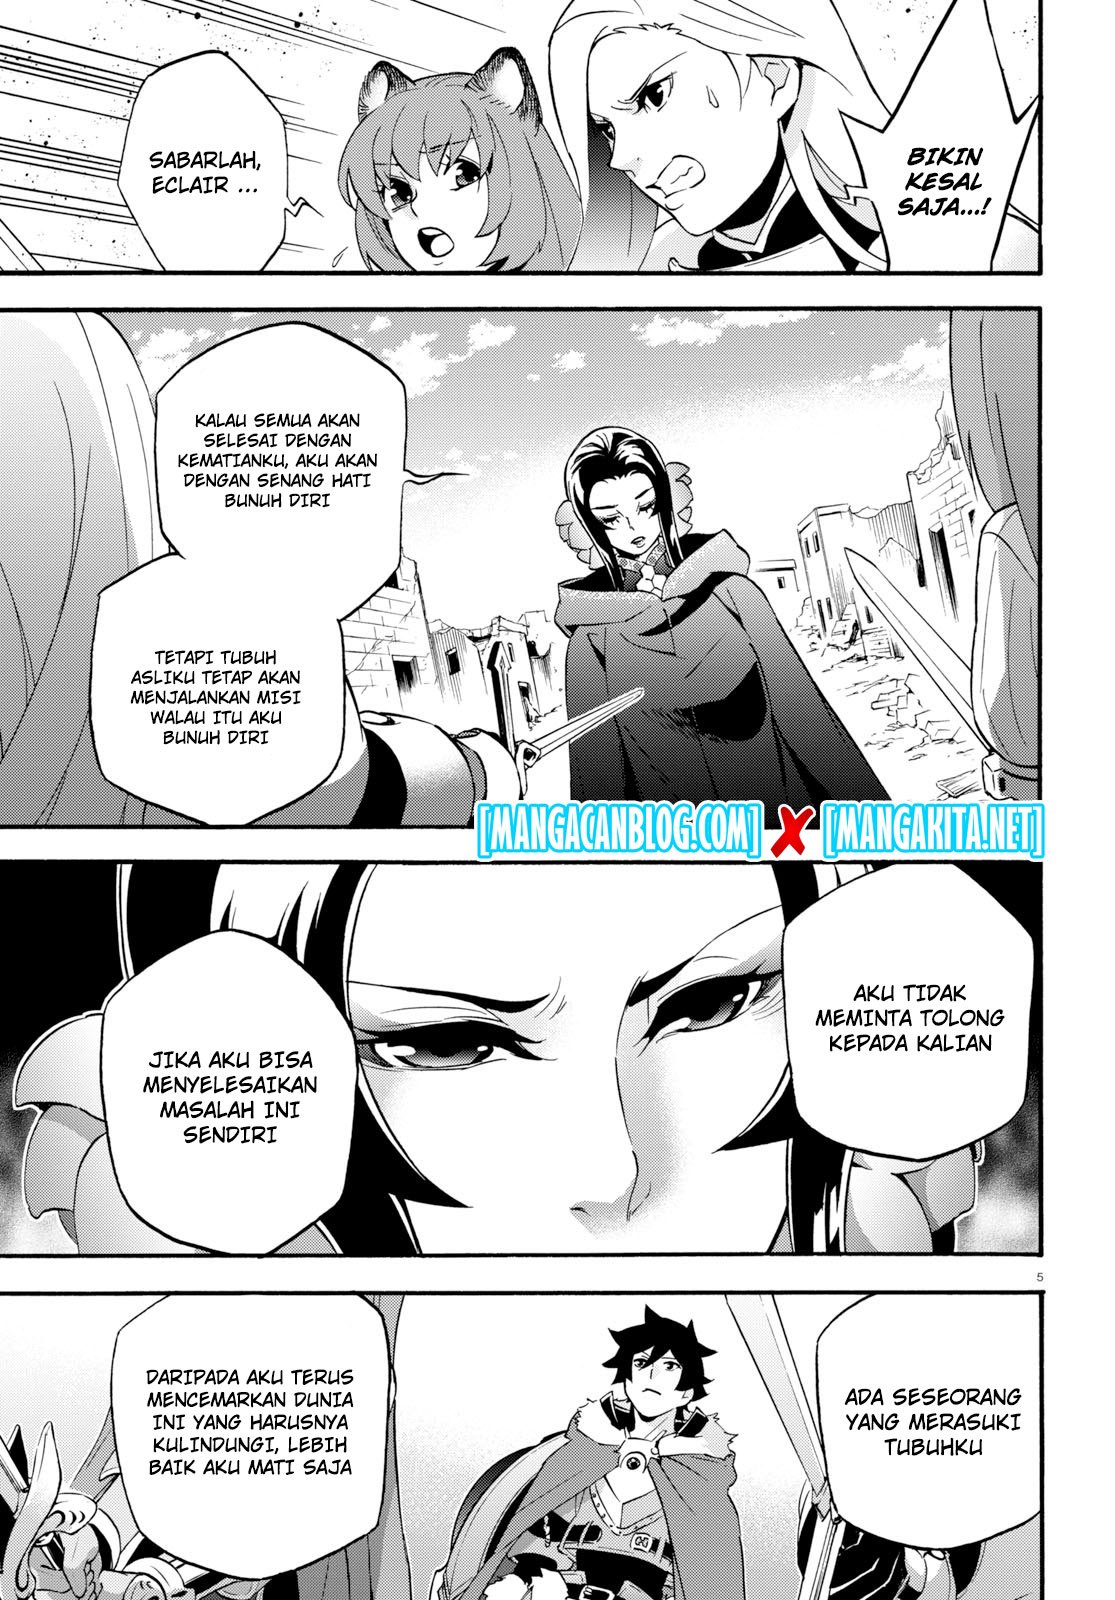 BIKIN
KESAL
SAJA...!
SABARLAH,
ECLAIR ...
KALAU SEMUA AKAN
SELESAI DENGAN
KEMATIANKU, AKU AKAN
DENGAN SENANG HATI
BUNUH DIRI
TETAPI TUBUH
ASLIKU TETAP AKAN
MENJALANKAN MISI
WALAU ITU AKU
BUNUH DIRI
[MANGACANBLOG.COM] X [MANGAKITA.NET]
AKU TIDAK
MEMINTA TOLONG
KEPADA KALIAN
JIKA AKU BISA
MENYELESAIKAN
MASALAH INI
SENDIRI
5
ADA SESEORANG
YANG MERASUKI
TUBUHKU
DARIPADA AKU TERUS
MENCEMARKAN DUNIA
INI YANG HARUSNYA
KULINDUNGI, LEBIH
BAIK AKU MATI SAJA